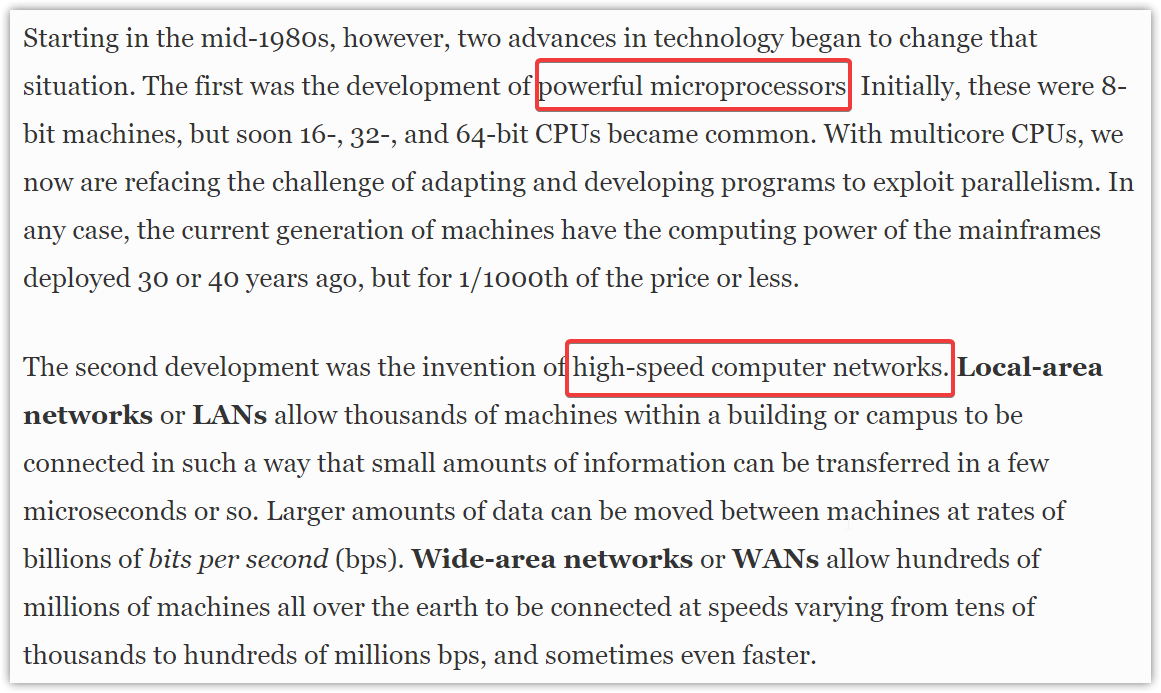 Starting in the mid-1980s, however, two advances in technology began to change that
situation. The first was the development of powerful microprocessors. Initially, these were 8-
bit machines, but soon 16-, 32-, and 64-bit CPUs became common. With multicore CPUs, we
now are refacing the challenge of adapting and developing programs to exploit parallelism. In
any case, the current generation of machines have the computing power of the mainframes
deployed 30 or 40 years ago, but for 1/1000th of the price or less.
The second development was the invention of high-speed computer networks. Local-area
networks or LANs allow thousands of machines within a building or campus to be
connected in such a way that small amounts of information can be transferred in a few
microseconds or so. Larger amounts of data can be moved between machines at rates of
billions of bits per second (bps). Wide-area networks or WANs allow hundreds of
millions of machines all over the earth to be connected at speeds varying from tens of
thousands to hundreds of millions bps, and sometimes even faster.